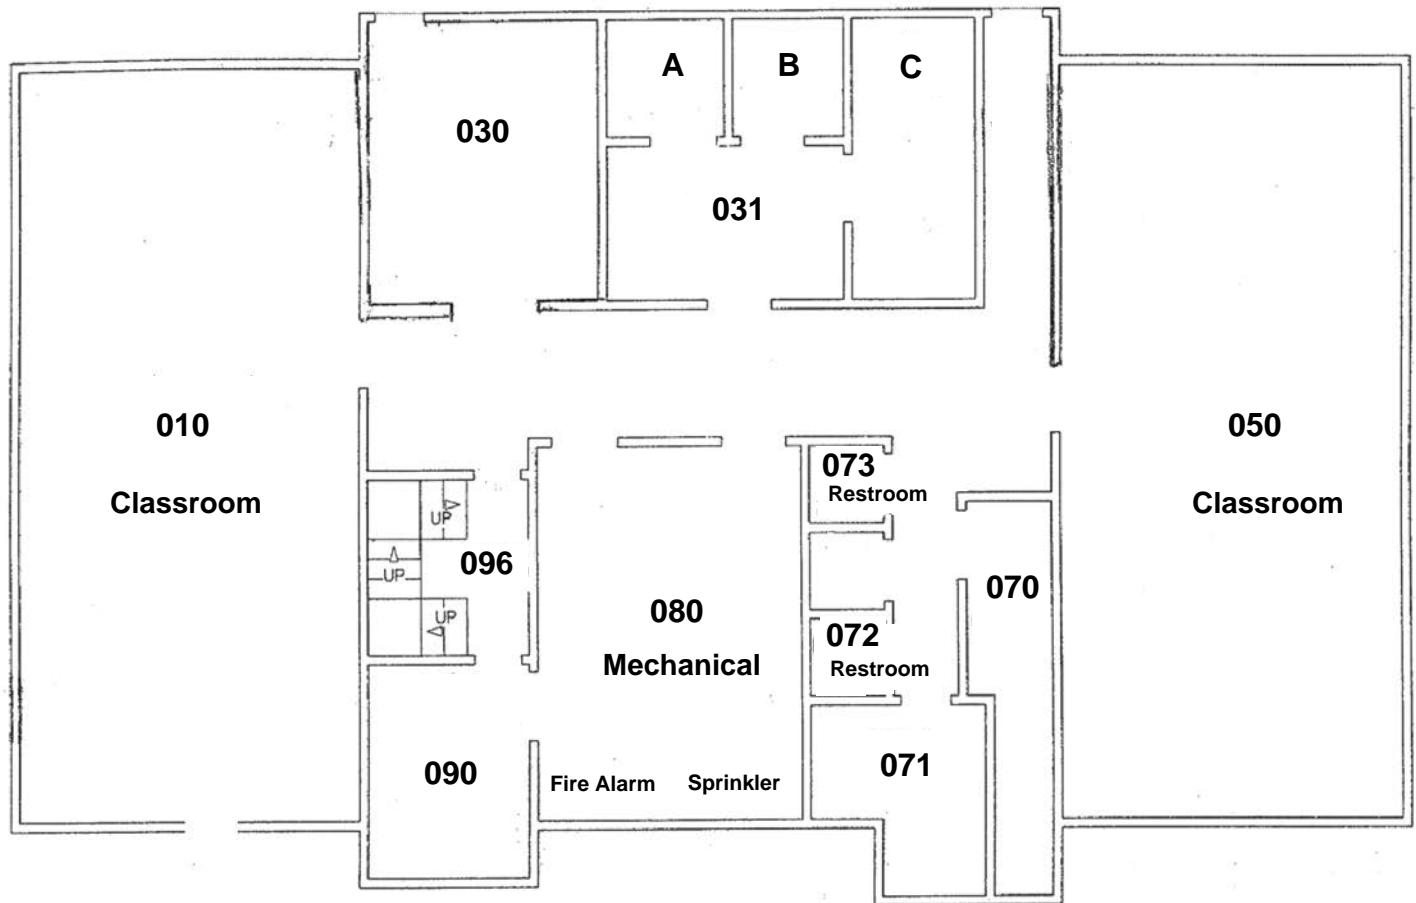 A
B
C
030
031
010
Classroom
050
Classroom
073
Restroom
UP
096
UP
070
UP
080
Mechanical
072
Restroom
090
071
Fire Alarm
Sprinkler